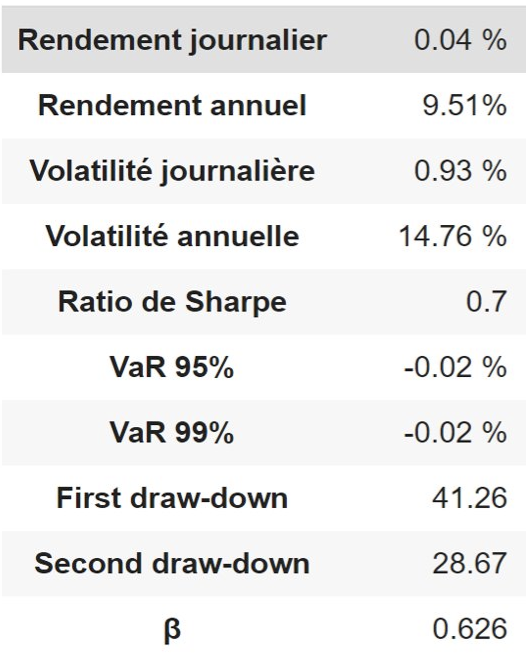 Rendement journalier 0.04 %
Rendement annuel 9.51%
Volatilité journalière 0.93 %
Volatilité annuelle 14.76 %
Ratio de Sharpe 0.7
VaR 95% -0.02 %
VaR 99% -0.02 %
First draw-down 41.26
Second draw-down 28.67
β 0.626